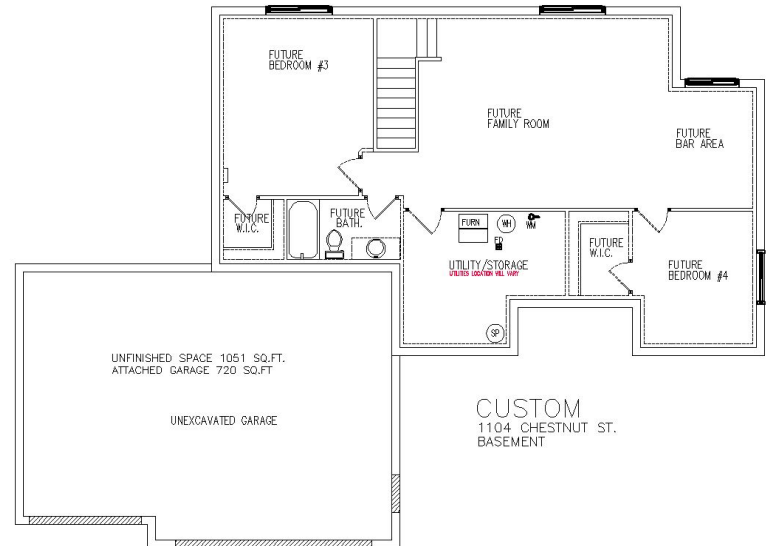 FUTURE
BEDROOM #3
FUTURE
FAMILY ROOM
FUTURE
BAR AREA
FUTURE
W.I.C.
FUTURE
BATH.
FURN
WH
WM
FD
UTILITY/STORAGE
UTILITIES LOCATION WILL VARY
FUTURE
W.I.C.
FUTURE
BEDROOM #4
SP
UNFINISHED SPACE 1051 SQ.FT.
ATTACHED GARAGE 720 SQ.FT
UNEXCAVATED GARAGE
CUSTOM
1104 CHESTNUT ST.
BASEMENT